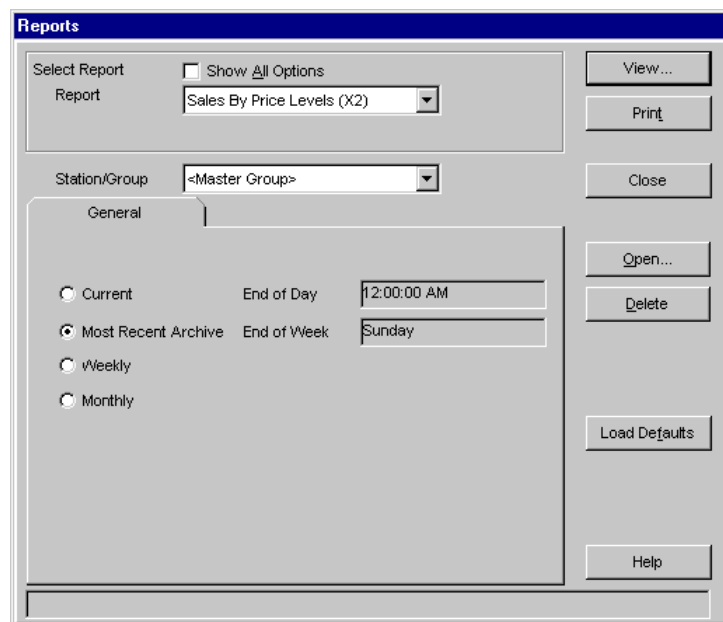 Reports
Select Report
Show All Options
Report
Sales By Price Levels (X2)
Station/Group
<Master Group>
General
Current
End of Day
12:00:00 AM
Most Recent Archive
End of Week
Sunday
Weekly
Monthly
View...
Print
Close
Open...
Delete
Load Defaults
Help